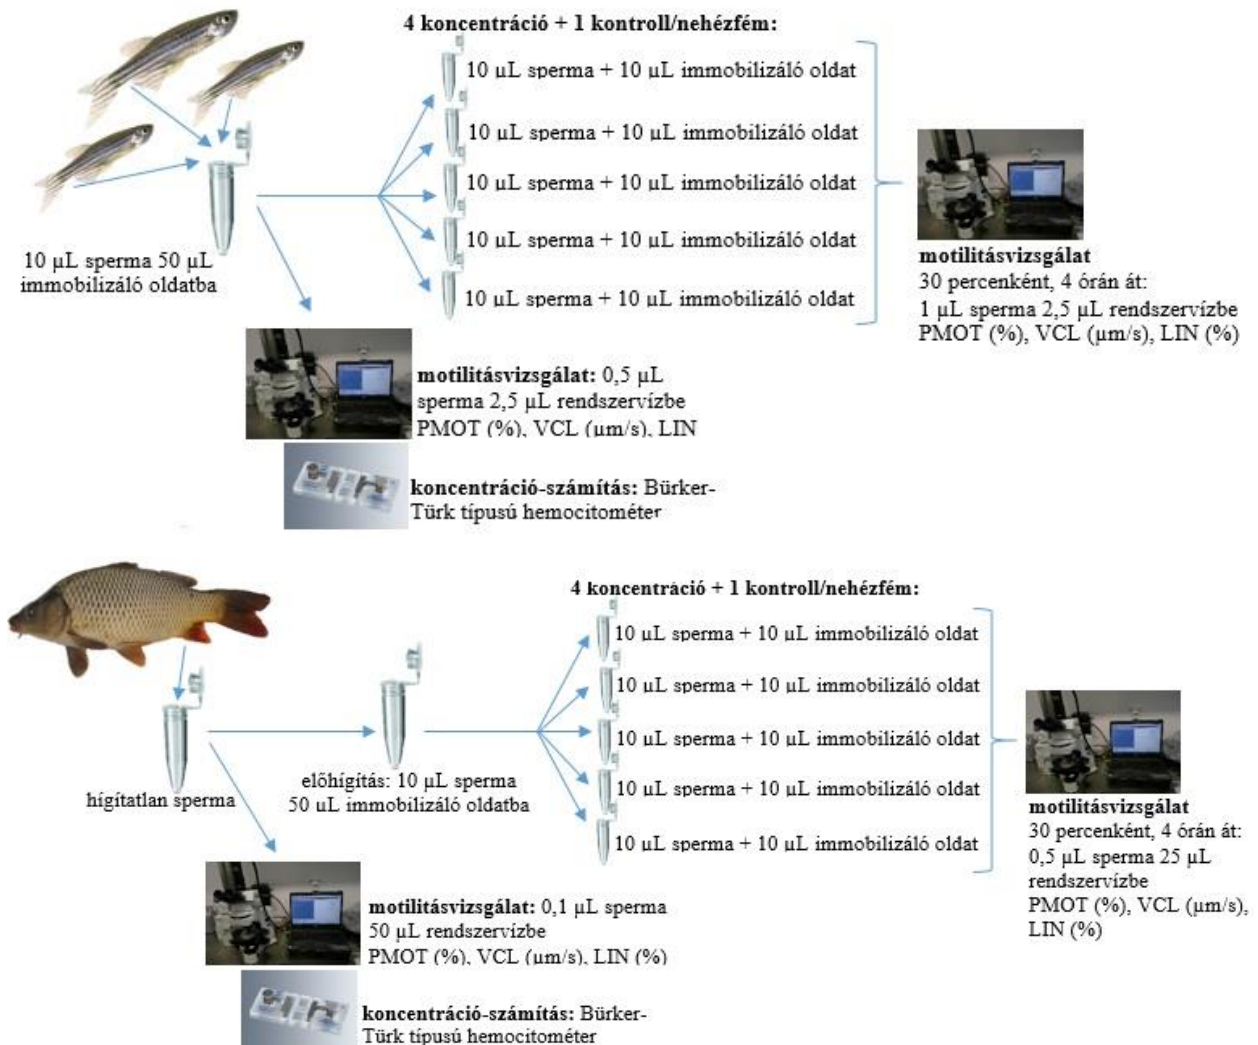 4 koncentráció + 1 kontroll/nehézfém:
10 µL sperma + 10 µL immobilizáló oldat
10 µL sperma + 10 µL immobilizáló oldat
10 µL sperma + 10 µL immobilizáló oldat
10 µL sperma + 10 µL immobilizáló oldat
10 µL sperma + 10 µL immobilizáló oldat
10 µL sperma 50 µL
immobilizáló oldatba
motilitásvizsgálat
30 percenként, 4 órán át:
1 µL sperma 2,5 µL rendszervízbe
PMOT (%), VCL (µm/s), LIN (%)
motilitásvizsgálat: 0,5 µL
sperma 2,5 µL rendszervízbe
PMOT (%), VCL (µm/s), LIN
koncentráció-számítás: Bürker-
Türk típusú hemocitométer
4 koncentráció + 1 kontroll/nehézfém:
10 µL sperma + 10 µL immobilizáló oldat
10 µL sperma + 10 µL immobilizáló oldat
10 µL sperma + 10 µL immobilizáló oldat
10 µL sperma + 10 µL immobilizáló oldat
10 µL sperma + 10 µL immobilizáló oldat
hígítatlan sperma
előhígítás: 10 µL sperma
50 uL immobilizáló oldatba
motilitásvizsgálat
30 percenként, 4 órán át:
0,5 µL sperma 25 µL
rendszervízbe
PMOT (%), VCL (µm/s),
LIN (%)
motilitásvizsgálat: 0,1 µL sperma
50 µL rendszervízbe
PMOT (%), VCL (µm/s), LIN (%)
koncentráció-számítás: Bürker-
Türk típusú hemocitométer